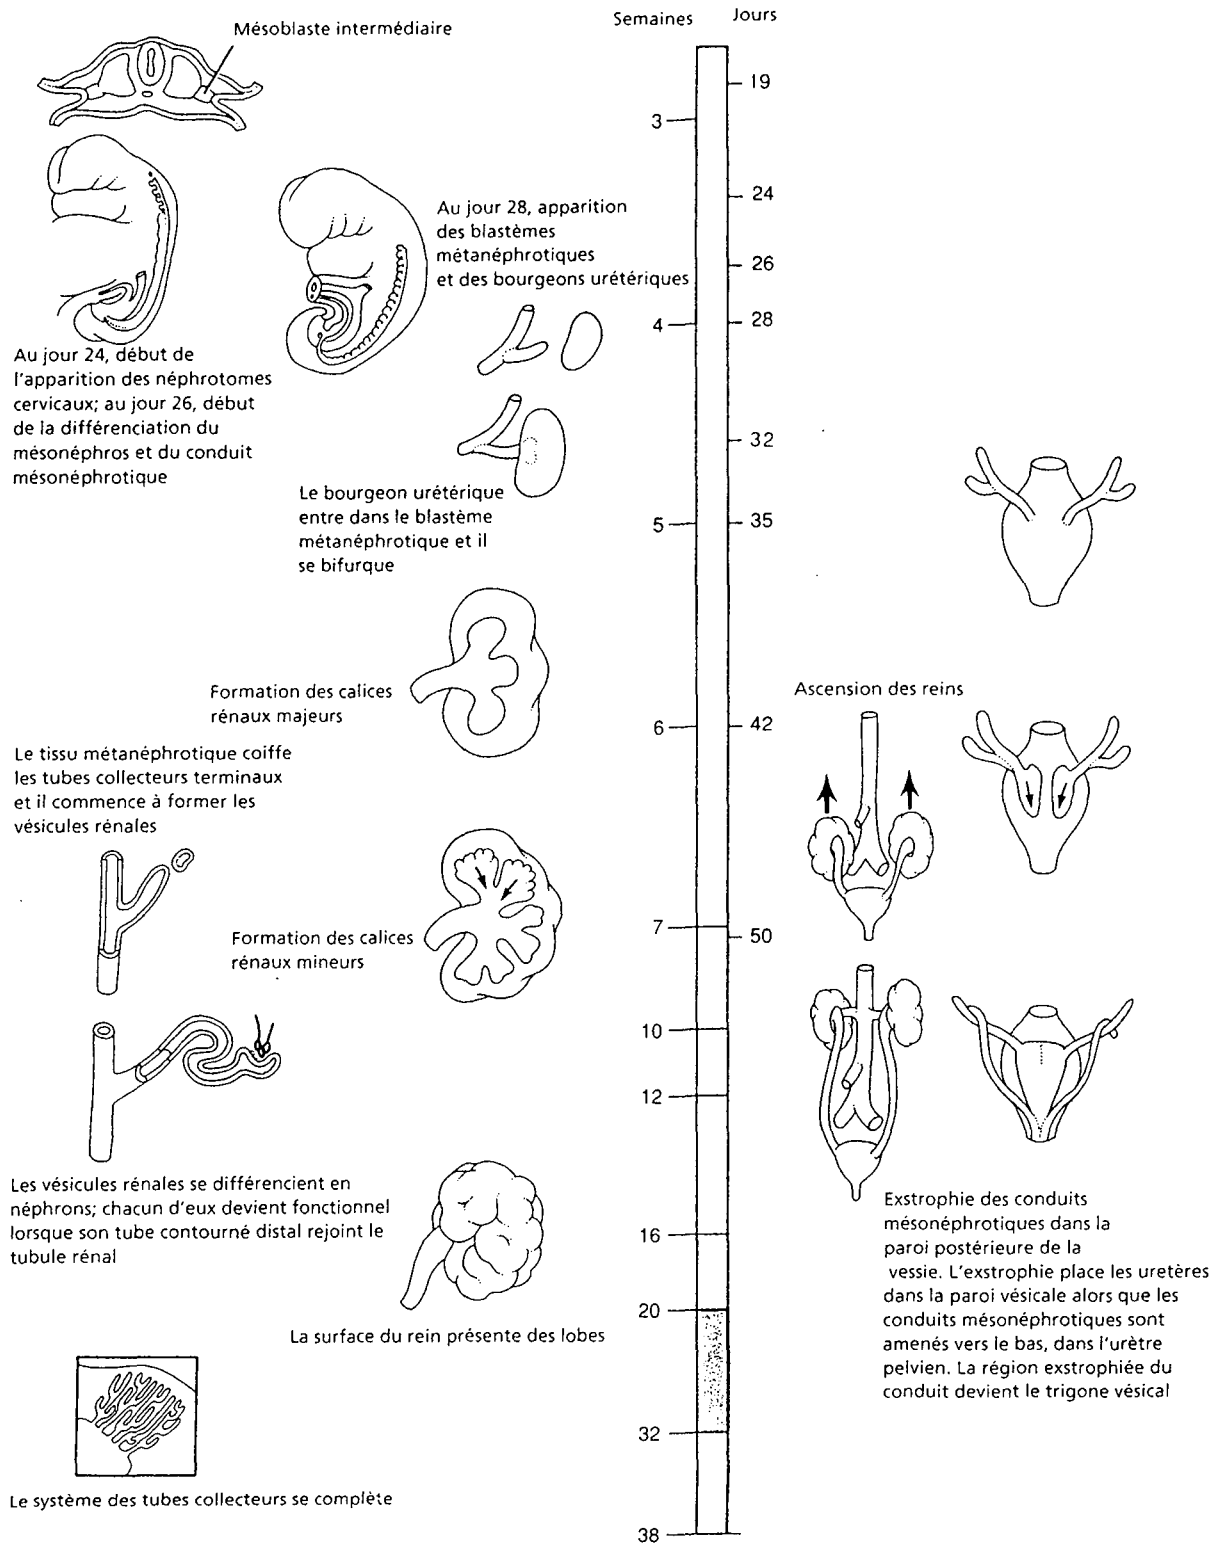 Semaines
Jours
Mésoblaste intermédiaire
19
3
24
26
4
28
32
5
35
6
42
7
50
10
12
16
20
32
38
Au jour 28, apparition
des blastèmes
métanéphrotiques
et des bourgeons urétériques
Au jour 24, début de
l'apparition des néphrotomes
cervicaux; au jour 26, début
de la différenciation du
mésonéphros et du conduit
mésonéphrotique
Le bourgeon urétérique
entre dans le blastème
métanéphrotique et il
se bifurque
Formation des calices
rénaux majeurs
Le tissu métanéphrotique coiffe
les tubes collecteurs terminaux
et il commence à former les
vésicules rénales
Formation des calices
rénaux mineurs
Les vésicules rénales se différencient en
néphrons; chacun d'eux devient fonctionnel
lorsque son tube contourné distal rejoint le
tubule rénal
La surface du rein présente des lobes
Le système des tubes collecteurs se complète
Ascension des reins
Exstrophie des conduits
mésonéphrotiques dans la
paroi postérieure de la
vessie. L'exstrophie place les uretères
dans la paroi vésicale alors que les
conduits mésonéphrotiques sont
amenés vers le bas, dans l'urètre
pelvien. La région exstrophiée du
conduit devient le trigone vésical